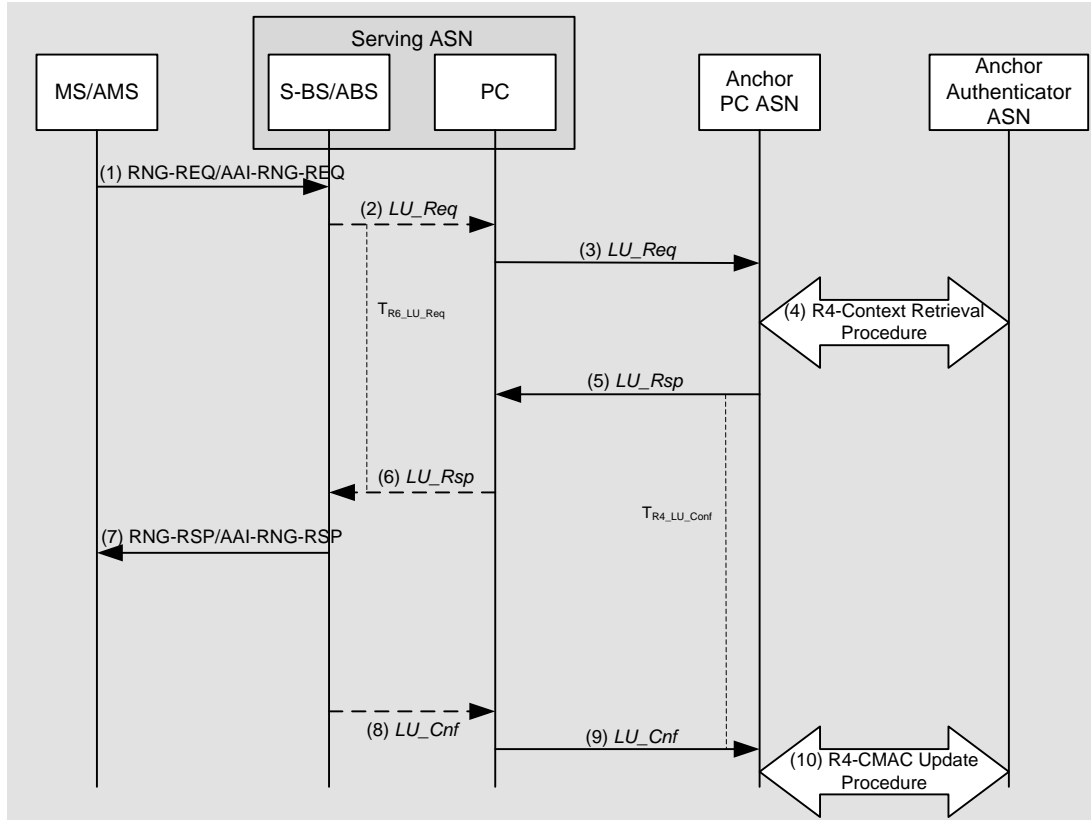 Serving ASN
MS/AMS
S-BS/ABS
PC
Anchor
PC ASN
Anchor
Authenticator
ASN
(1) RNG-REQ/AAI-RNG-REQ
(2) LU_Req
(3) LU_Req
TR6_LU_Req
(4) R4-Context Retrieval
Procedure
(5) LU_Rsp
(6) LU_Rsp
TR4_LU_Conf
(7) RNG-RSP/AAI-RNG-RSP
(8) LU_Cnf
(9) LU_Cnf
(10) R4-CMAC Update
Procedure